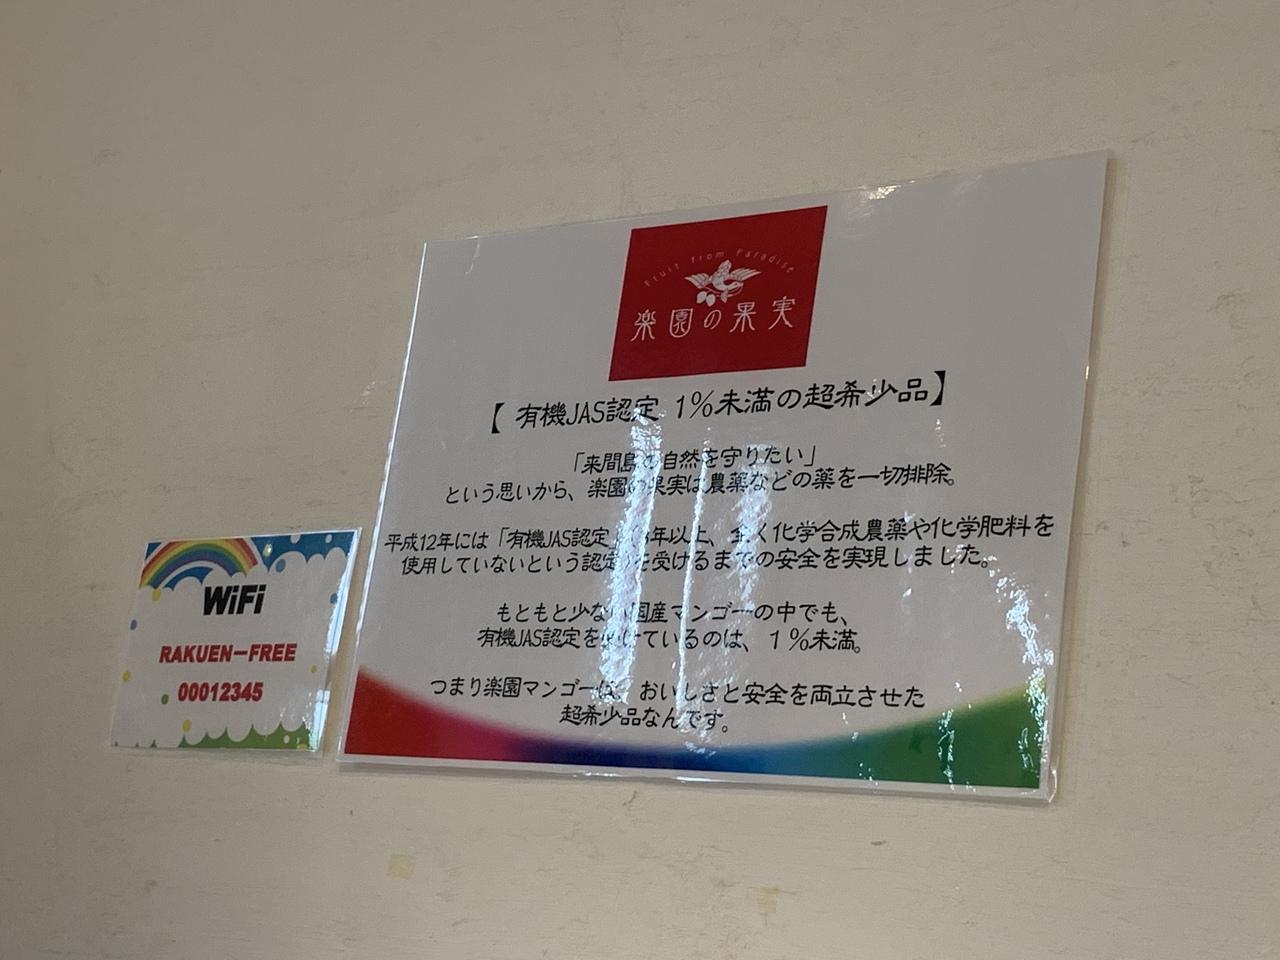 Fruit from Paradise
楽園の果実
【 有機JAS認定 1%未満の超希少品】
「来間島の自然を守りたい」
という思いから、楽園の果実は農薬などの薬を一切排除。
平成12年には「有機JAS認定 年以上、全く化学合成農薬や化学肥料を
使用していないという認定 を受けるまでの安全を実現しました。
もともと少ない国産マンゴーの中でも、
有機JAS認定を受けているのは、1%未満。
つまり楽園マンゴーは、おいしさと安全を両立させた
超希少品なんです。
WiFi
RAKUEN-FREE
00012345